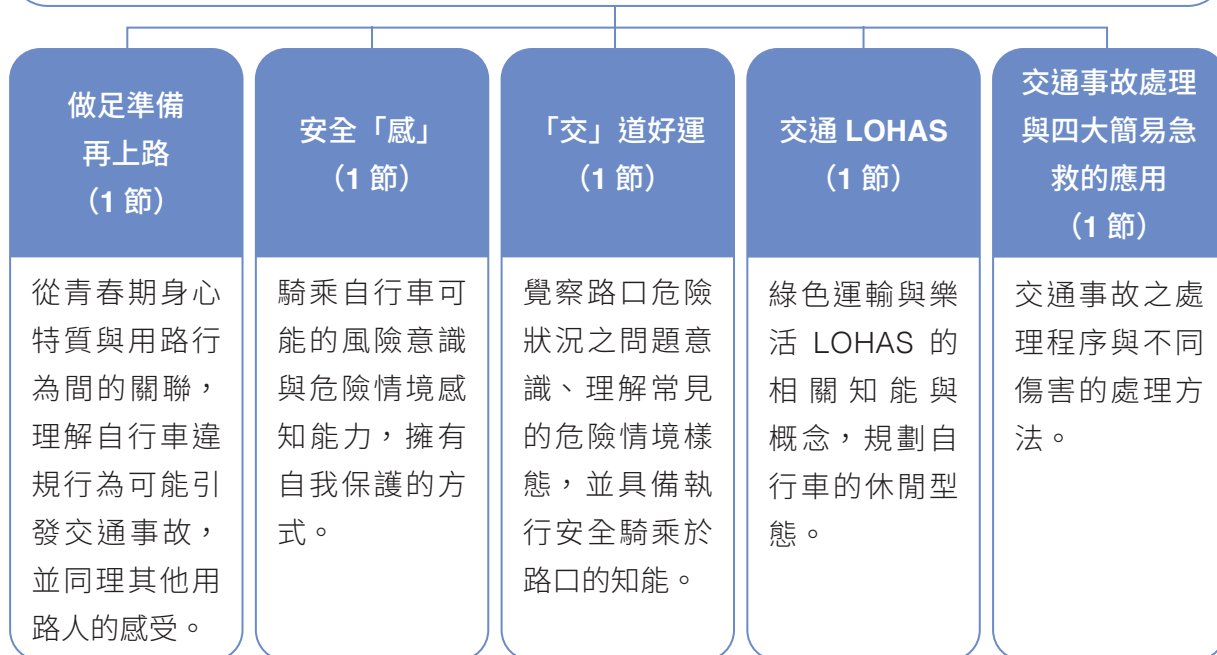 做足準備
再上路
（1 節）
從青春期身心
特質與用路行
為間的關聯，
理解自行車違
規行為可能引
發交通事故，
並同理其他用
路人的感受。
安全「感」
（1 節）
騎乘自行車可
能的風險意識
與危險情境感
知能力，擁有
自我保護的方
式。
「交」道好運
（1 節）
覺察路口危險
狀況之問題意
識、理解常見
的危險情境樣
態，並具備執
行安全騎乘於
路口的知能。
交通 LOHAS
（1 節）
綠色運輸與樂
活 LOHAS 的
相關知能與
概念，規劃自
行車的休閒型
態。
交通事故處理
與四大簡易急
救的應用
（1 節）
交通事故之處
理程序與不同
傷害的處理方
法。